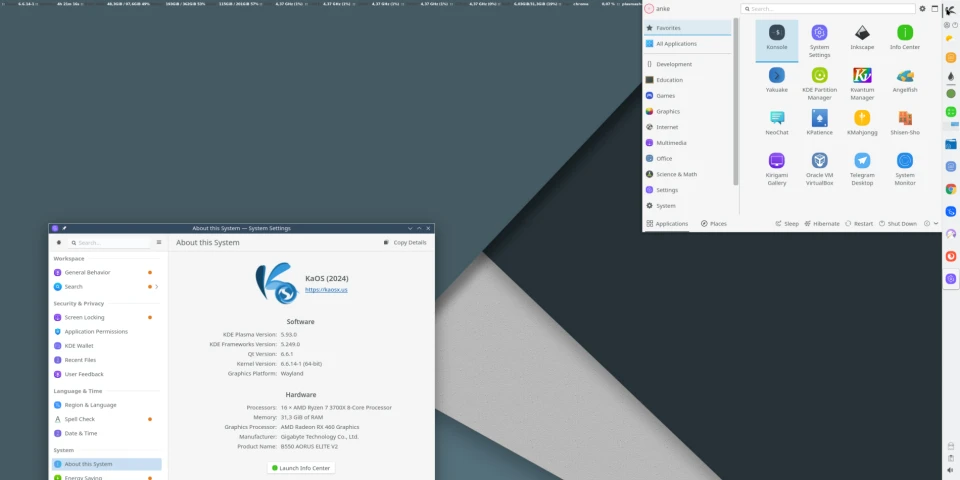 6.6.14-1
anke
Search...
Favorites
All Applications
Development
Education
Games
Graphics
Internet
Multimedia
Office
Science & Math
Settings
System
Konsole
System Settings
Inkscape
Info Center
Yakuake
KDE Partition Manager
Kvantum Manager
Angelfish
NeoChat
KPatience
KMahjongg
Shisen-Sho
Kirigami Gallery
Oracle VM VirtualBox
Telegram Desktop
System Monitor
Applications
Places
Sleep
Hibernate
Restart
Shut Down
About this System — System Settings
Search...
About this System
Copy Details
Workspace
General Behavior
Search
Security & Privacy
Screen Locking
Application Permissions
KDE Wallet
Recent Files
User Feedback
Language & Time
Region & Language
Spell Check
Date & Time
System
About this System
Energy Saving
KaOS (2024)
https://kaosx.us
Software
KDE Plasma Version: 5.93.0
KDE Frameworks Version: 5.249.0
Qt Version: 6.6.1
Kernel Version: 6.6.14-1 (64-bit)
Graphics Platform: Wayland
Hardware
Processors: 16 × AMD Ryzen 7 3700X 8-Core Processor
Memory: 31,3 GiB of RAM
Graphics Processor: AMD Radeon RX 460 Graphics
Manufacturer: Gigabyte Technology Co., Ltd.
Product Name: B550 AORUS ELITE V2
Launch Info Center